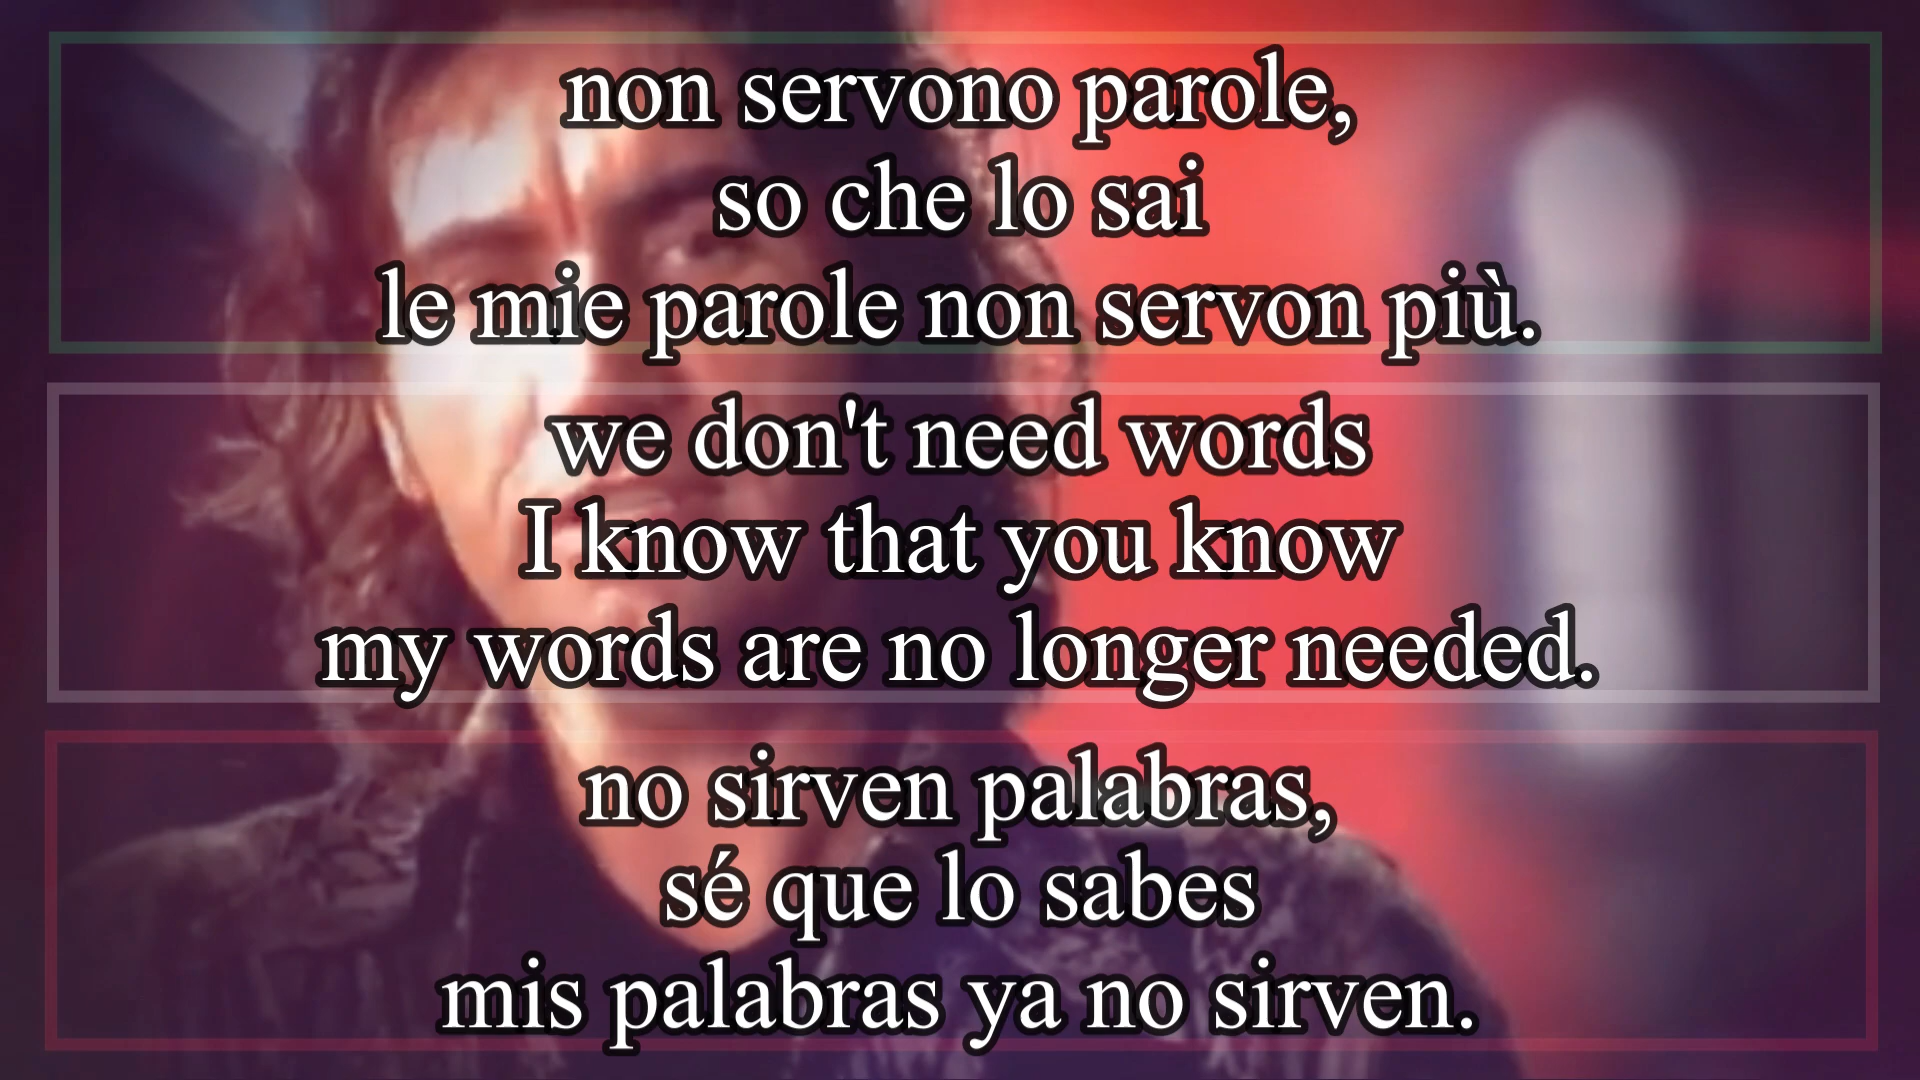 non servono parole,
so che lo sai
le mie parole non servon più.
we don't need words
I know that you know
my words are no longer needed.
no sirven palabras,
sé que lo sabes
mis palabras ya no sirven.